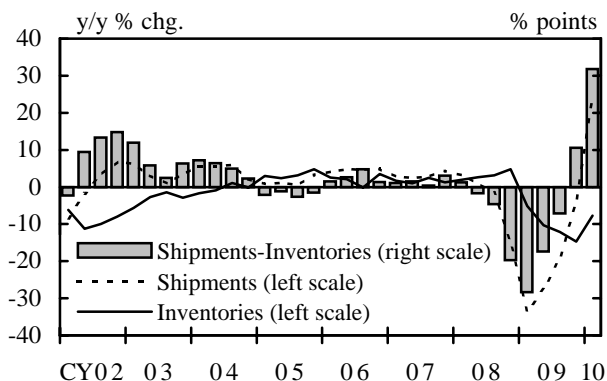 y/y % chg. % points
40 40
30 30
20 20
10 10
0 0
-10 -10
-20 -20
-30 -30
-40 -40
Shipments-Inventories (right scale)
Shipments (left scale)
Inventories (left scale)
CY02 03 04 05 06 07 08 09 10